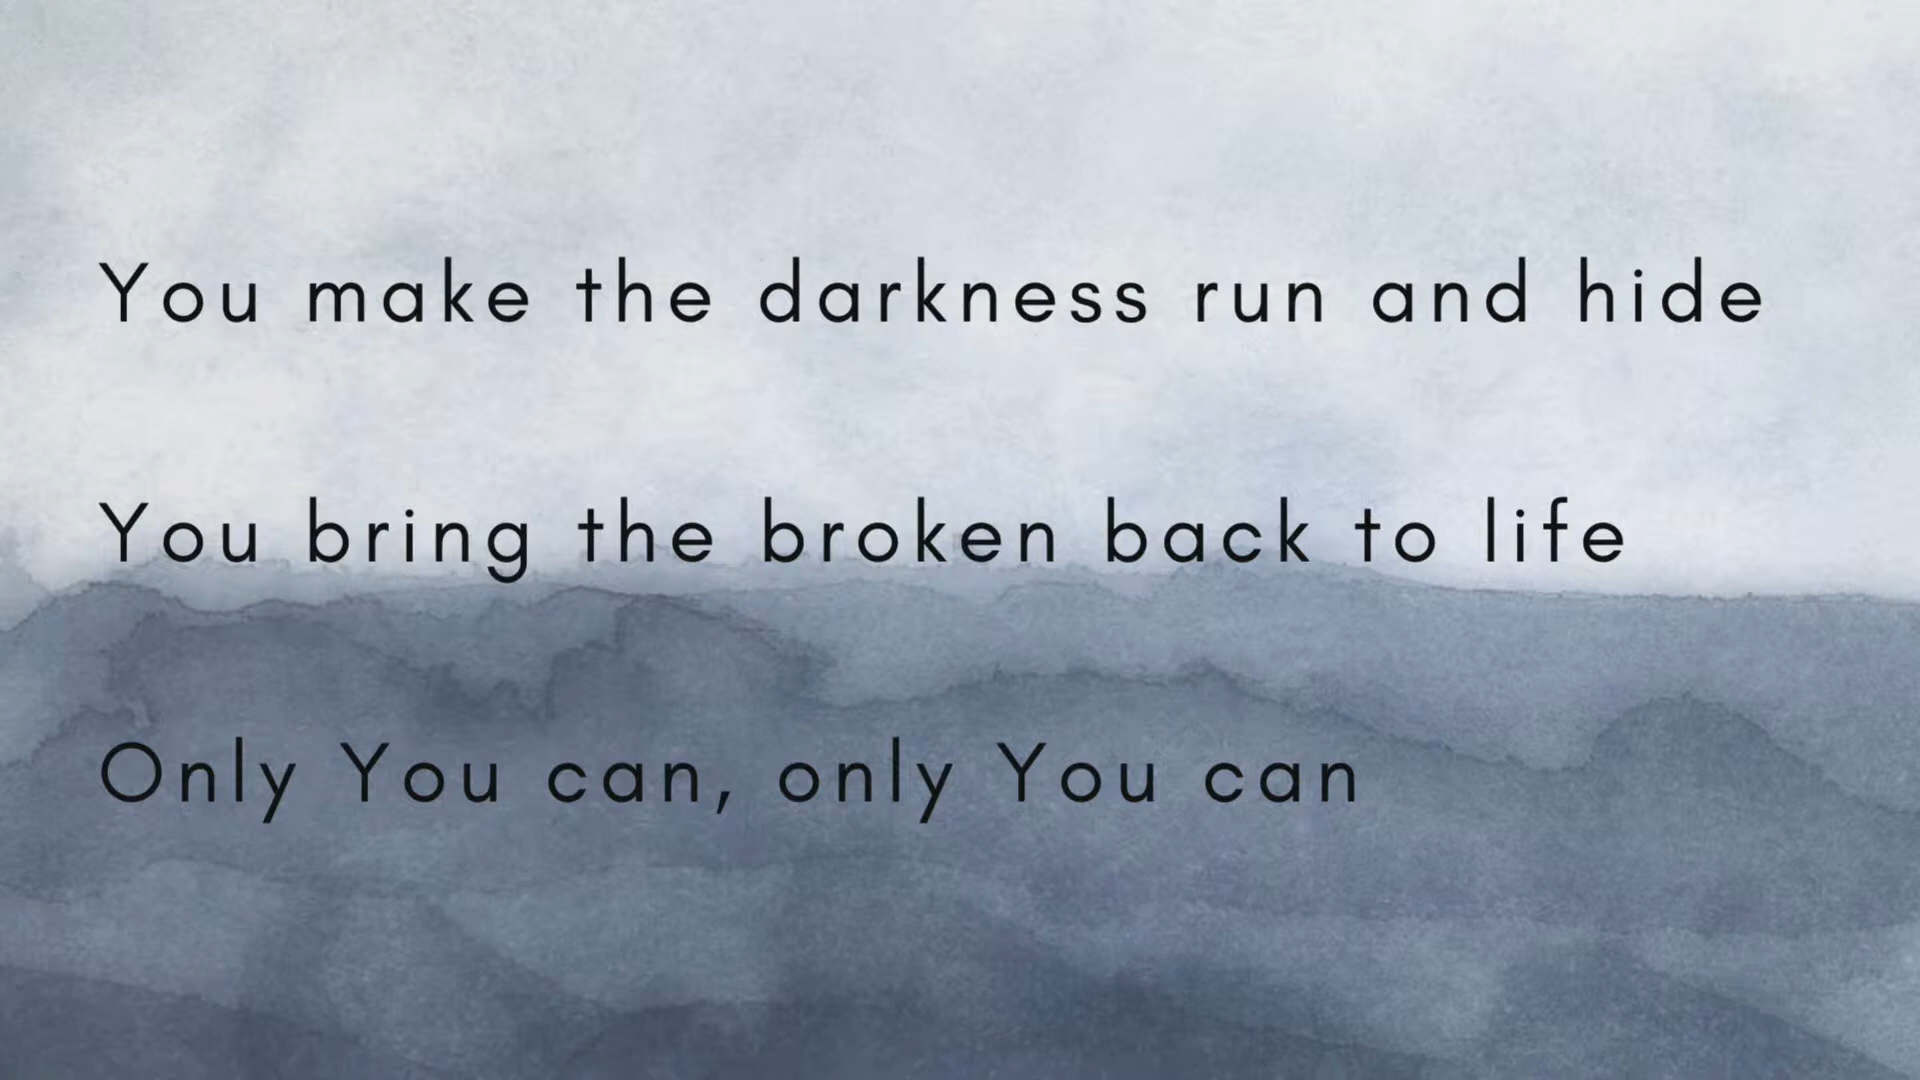 You make the darkness run and hide
You bring the broken back to life
Only You can, only You can